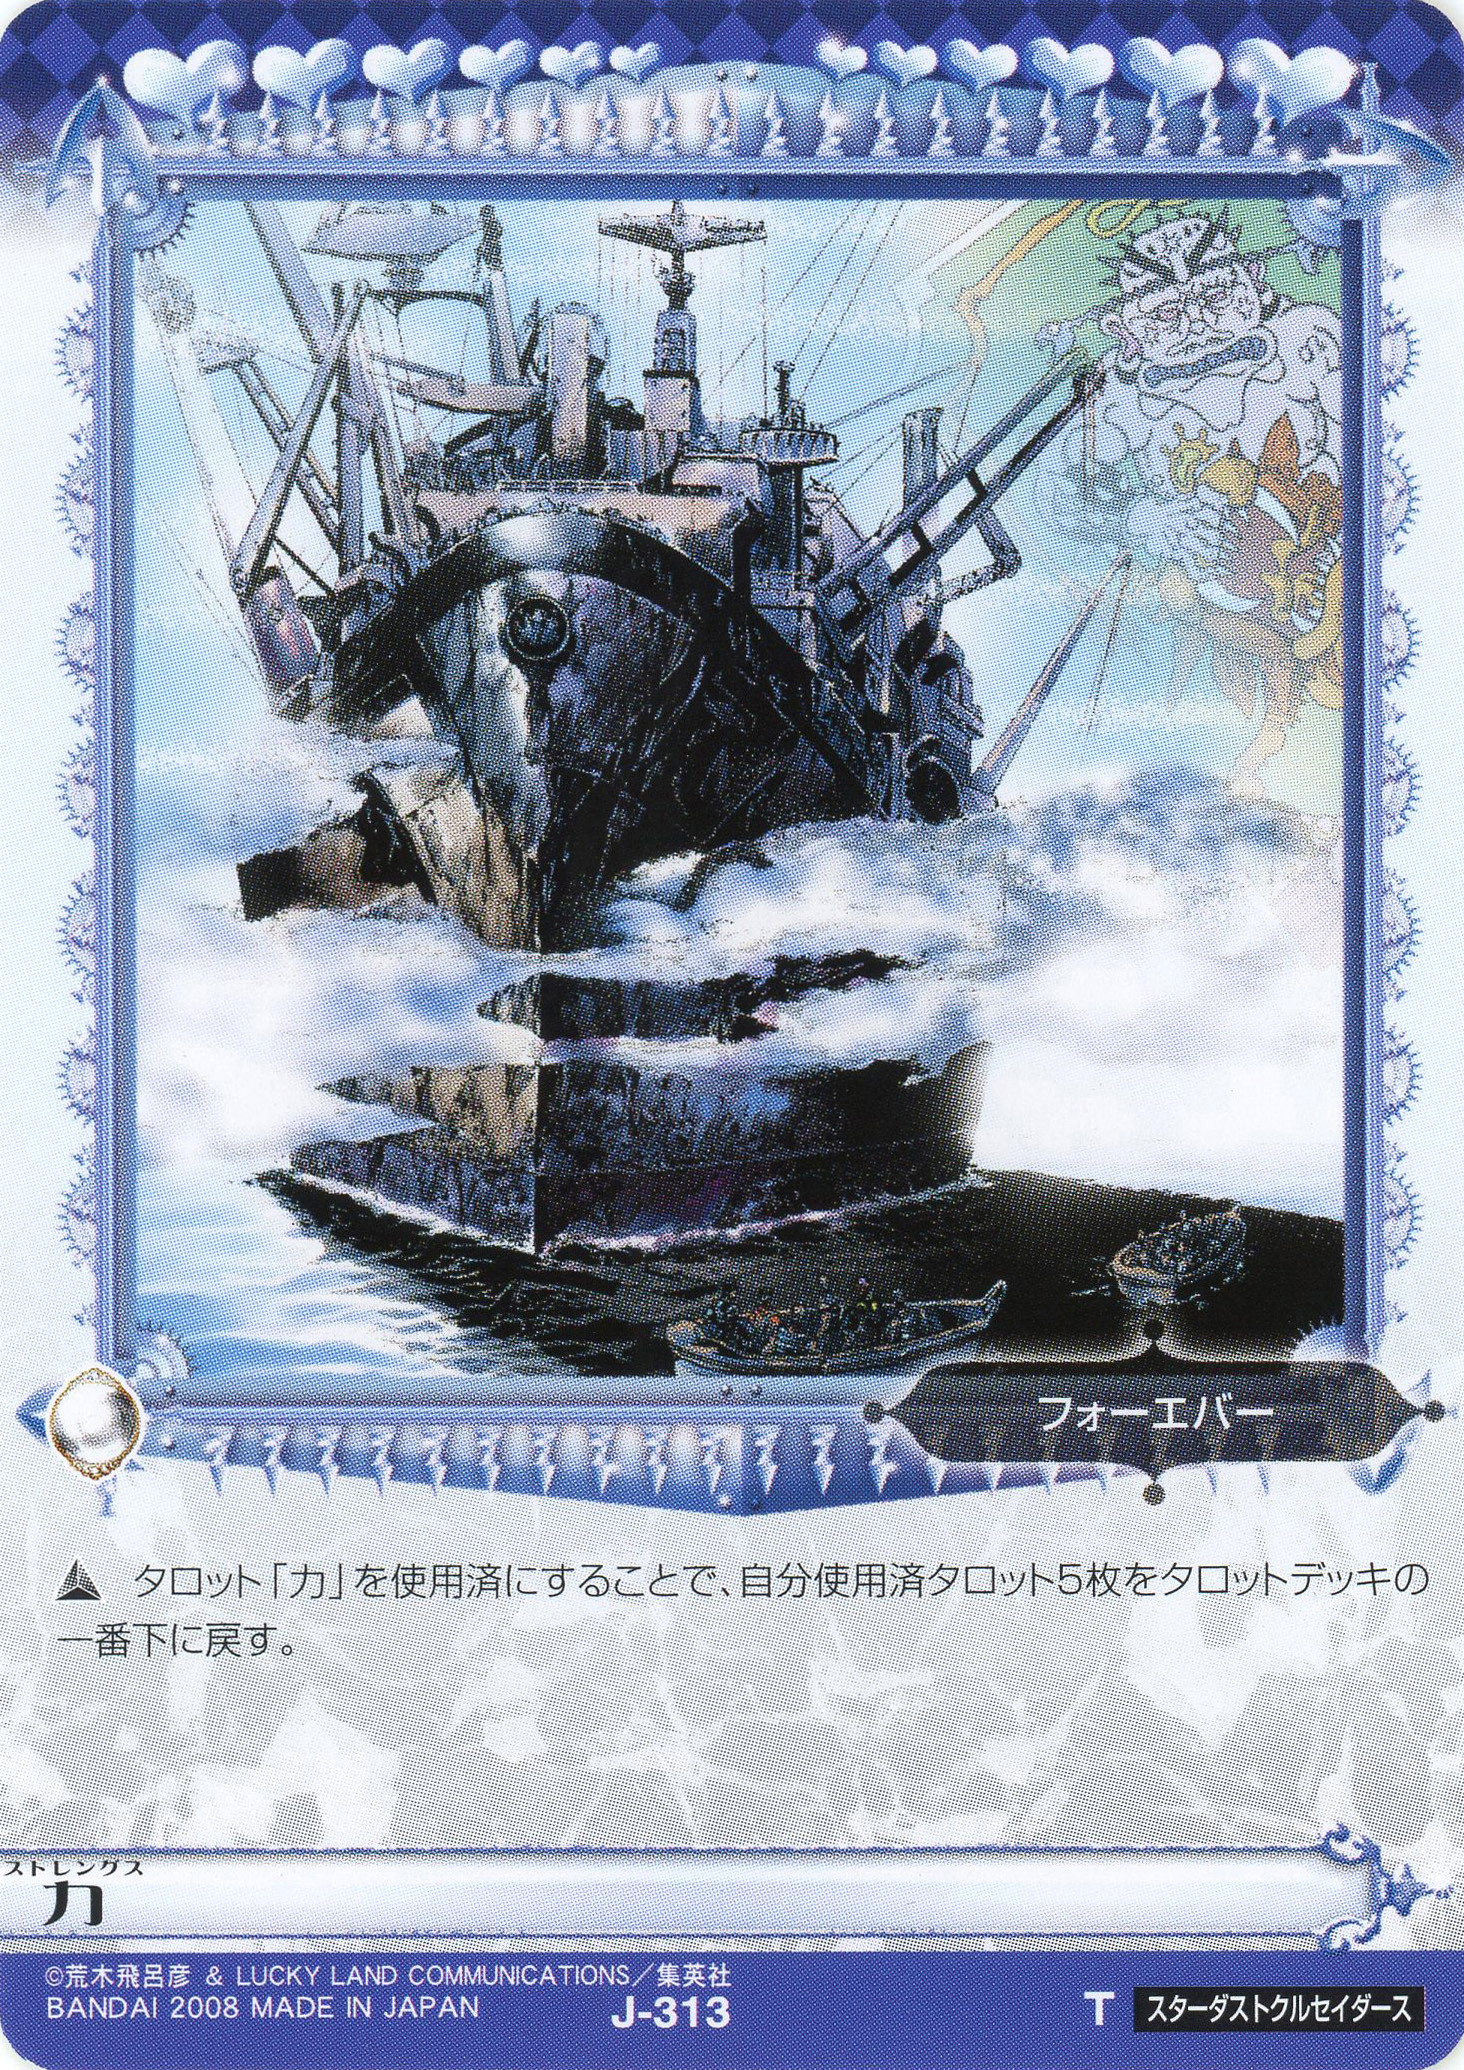 フォーエバー
タロット「力」を使用済にすることで、自分使用済タロット5枚をタロットデッキの
一番下に戻す。
ストレングス
力
©荒木飛呂彦 & LUCKY LAND COMMUNICATIONS／集英社
BANDAI 2008 MADE IN JAPAN
J-313
T スターダストクルセイダース